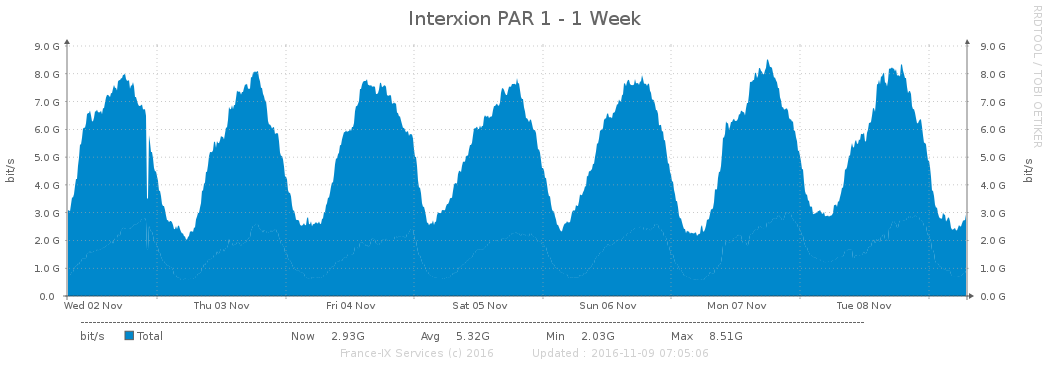 Interxion PAR 1 - 1 Week
RRDTOOL / TOBI OETIKER
bit/s
bit/s
9.0 G 9.0 G
8.0 G 8.0 G
7.0 G 7.0 G
6.0 G 6.0 G
5.0 G 5.0 G
4.0 G 4.0 G
3.0 G 3.0 G
2.0 G 2.0 G
1.0 G 1.0 G
0.0 0.0 G
Wed 02 Nov Thu 03 Nov Fri 04 Nov Sat 05 Nov Sun 06 Nov Mon 07 Nov Tue 08 Nov
bit/s Total Now 2.93G Avg 5.32G Min 2.03G Max 8.51G
France-IX Services (c) 2016 Updated : 2016-11-09 07:05:06